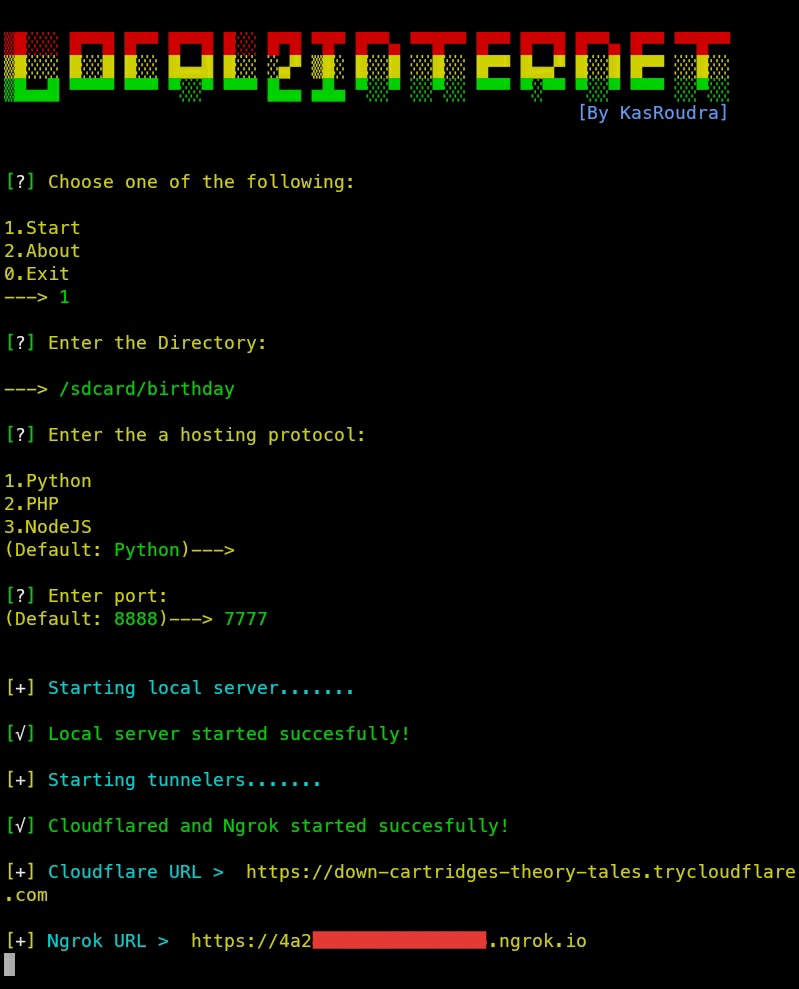 LOCAL2INTERNET
[By KasRoudra]
[?] Choose one of the following:
1.Start
2.About
0.Exit
---> 1
[?] Enter the Directory:
---> /sdcard/birthday
[?] Enter the a hosting protocol:
1.Python
2.PHP
3.NodeJS
(Default: Python)--->
[?] Enter port:
(Default: 8888)---> 7777
[+] Starting local server.......
[√] Local server started succesfully!
[+] Starting tunnelers.......
[√] Cloudflared and Ngrok started succesfully!
[+] Cloudflare URL >  https://down-cartridges-theory-tales.trycloudflare
.com
[+] Ngrok URL >  https://4a2 .ngrok.io